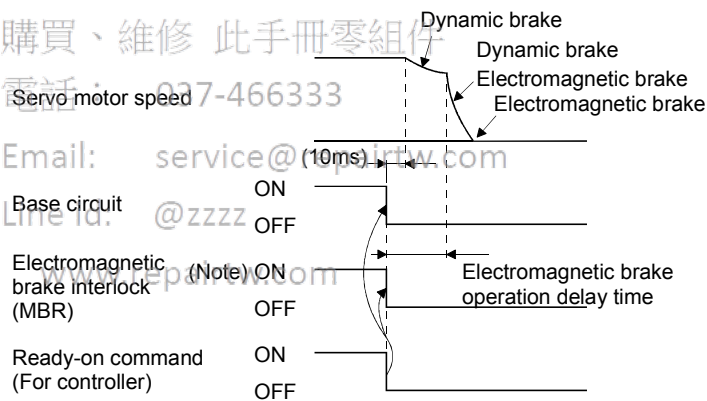 購買、維修 此手冊零組件
Dynamic brake
Dynamic brake
Electromagnetic brake
Electromagnetic brake
電話： 037-466333
Servo motor speed
Email: service@repairtw.com
(10ms)
Base circuit
ON
OFF
Line id: @zzzz
Electromagnetic
brake interlock
(MBR)
(Note) ON
OFF
www.repairtw.com
Electromagnetic brake
operation delay time
Ready-on command
(For controller)
ON
OFF